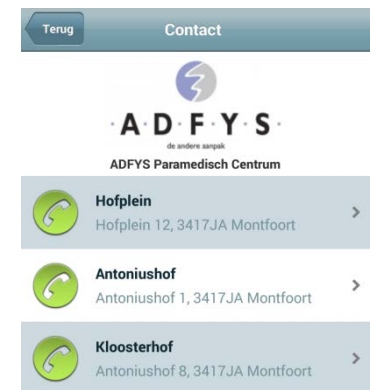 Terug
Contact
·A·D·F·Y·S·
de andere aanpak
ADFYS Paramedisch Centrum
Hofplein
Hofplein 12, 3417JA Montfoort
Antoniushof
Antoniushof 1, 3417JA Montfoort
Kloosterhof
Antoniushof 8, 3417JA Montfoort